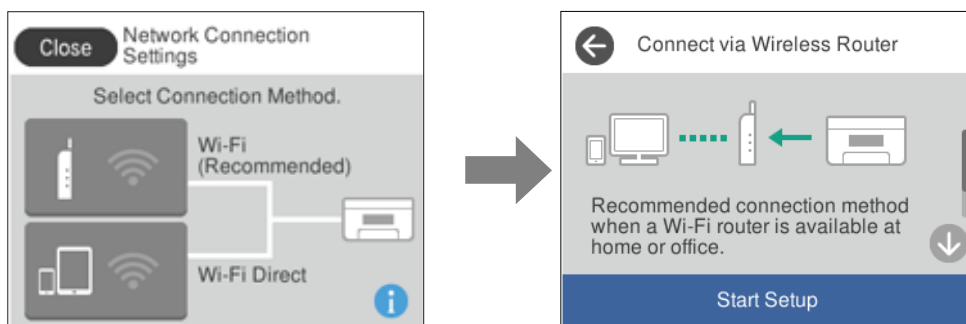 Close
Network Connection
Settings
Select Connection Method.
Wi-Fi
(Recommended)
Wi-Fi Direct
i
Connect via Wireless Router
Recommended connection method
when a Wi-Fi router is available at
home or office.
Start Setup